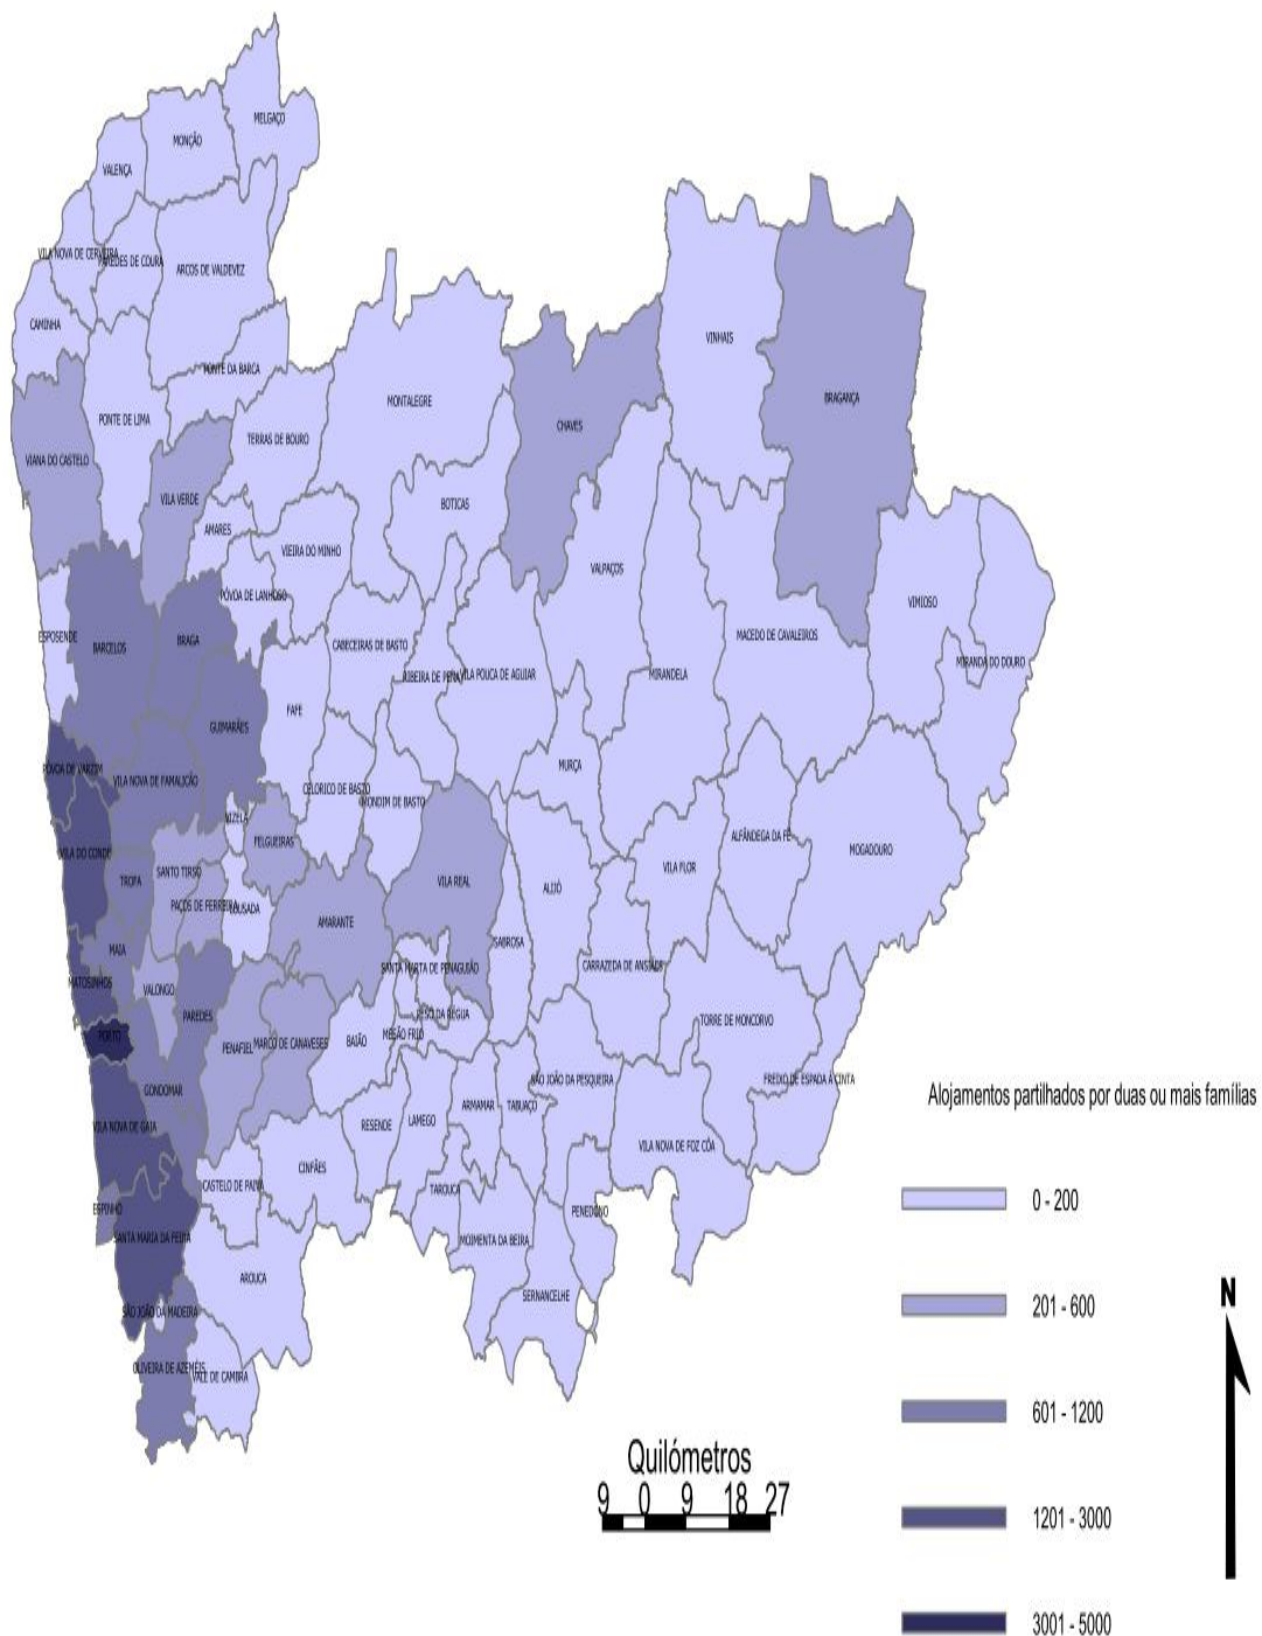 MELGAÇO
MONÇÃO
VALENÇA
VILA NOVA DE CERVEIRA
PAREDES DE COURA
ARCOS DE VALDEVEZ
CAMINHA
VINHAIS
PONTE DA BARCA
BRAGANÇA
MONTALEGRE
PONTE DE LIMA
CHAVES
TERRAS DE BOURO
VIANA DO CASTELO
VILA VERDE
BOTICAS
AMARES
VIEIRA DO MINHO
VALPAÇOS
PÓVOA DE LANHOSO
VIMIOSO
ESPOSENDE
BRAGA
MACEDO DE CAVALEIROS
BARCELOS
CABECEIRAS DE BASTO
MIRANDA DO DOURO
RIBEIRA DE PENA
VILA POUCA DE AGUIAR
MIRANDELA
FAFE
GUIMARÃES
PÓVOA DE VARZIM
MURÇA
VILA NOVA DE FAMALICÃO
CELORICO DE BASTO
MONDIM DE BASTO
VIZELA
ALFÂNDEGA DA FÉ
FELGUEIRAS
MOGADOURO
VILA DO CONDE
VILA FLOR
SANTO TIRSO
TROFA
VILA REAL
ALIJÓ
PAÇOS DE FERREIRA
LOUSADA
AMARANTE
SABROSA
MAIA
CARRAZEDA DE ANSIÃES
SANTA MARTA DE PENAGUIÃO
MATOSINHOS
VALONGO
PESO DA RÉGUA
PAREDES
TORRE DE MONCORVO
MESÃO FRIO
PORTO
BAIÃO
MARCO DE CANAVESES
PENAFIEL
SÃO JOÃO DA PESQUEIRA
FREIXO DE ESPADA À CINTA
GONDOMAR
Alojamentos partilhados por duas ou mais famílias
ARMAMAR
TABUAÇO
LAMEGO
RESENDE
VILA NOVA DE GAIA
VILA NOVA DE FOZ CÔA
CINFÃES
CASTELO DE PAIVA
TAROUCA
0 - 200
ESPINHO
PENEDONO
SANTA MARIA DA FEIRA
MOIMENTA DA BEIRA
AROUCA
SERNANCELHE
N
201 - 600
SÃO JOÃO DA MADEIRA
OLIVEIRA DE AZEMÉIS
VALE DE CAMBRA
601 - 1200
Quilómetros
9 0 9 18 27
1201 - 3000
3001 - 5000